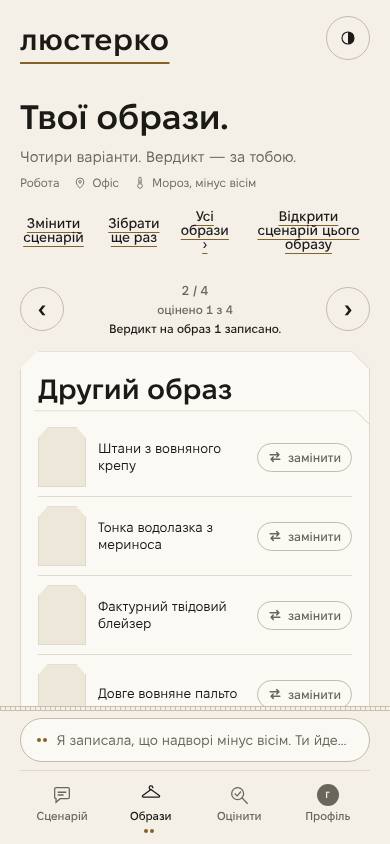 люстерко
Твої образи.
Чотири варіанти. Вердикт — за тобою.
Робота Офіс Мороз, мінус вісім
Змінити
сценарій
Зібрати
ще раз
Усі
образи
›
Відкрити
сценарій цього
образу
‹
2 / 4
оцінено 1 з 4
Вердикт на образ 1 записано.
›
Другий образ
Штани з вовняного
крепу
замінити
Тонка водолазка з
мериноса
замінити
Фактурний твідовий
блейзер
замінити
Довге вовняне пальто
замінити
Я записала, що надворі мінус вісім. Ти йде…
Сценарій
Образи
Оцінити
Г
Профіль